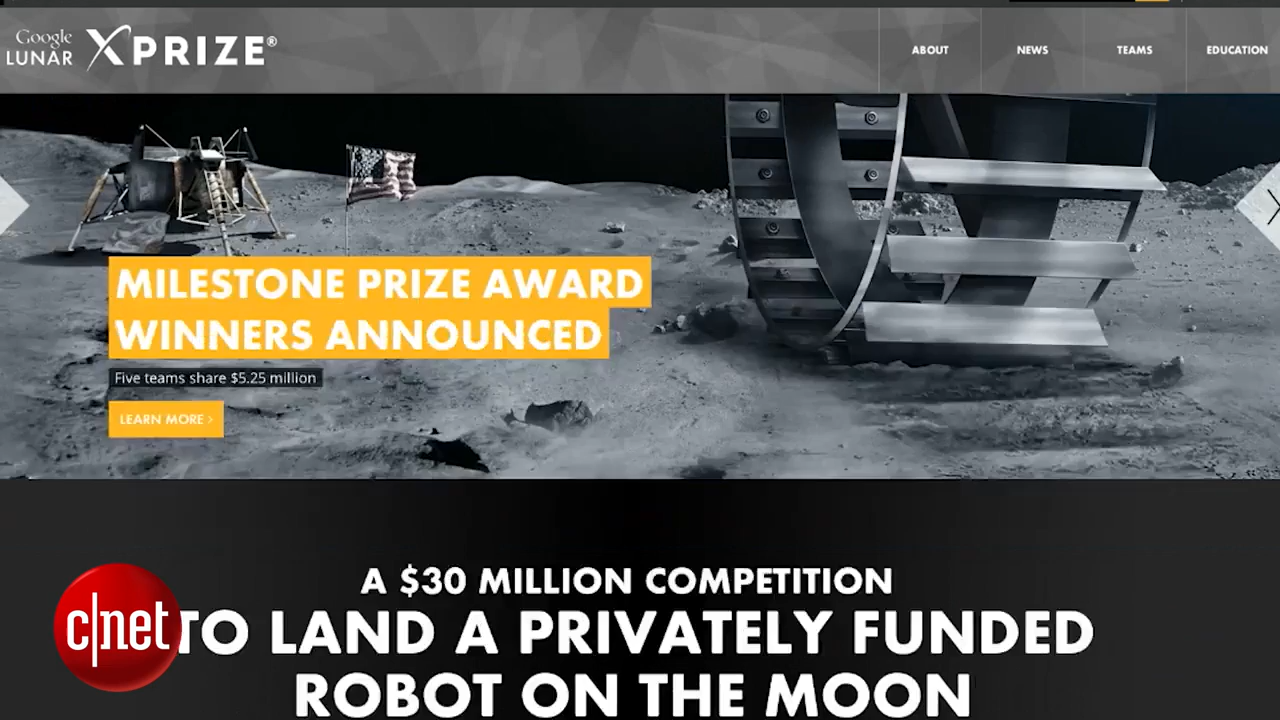 Google
LUNAR XPRIZE®
ABOUT
NEWS
TEAMS
EDUCATION
MILESTONE PRIZE AWARD
WINNERS ANNOUNCED
Five teams share $5.25 million
LEARN MORE >
A $30 MILLION COMPETITION
TO LAND A PRIVATELY FUNDED
ROBOT ON THE MOON
c|net